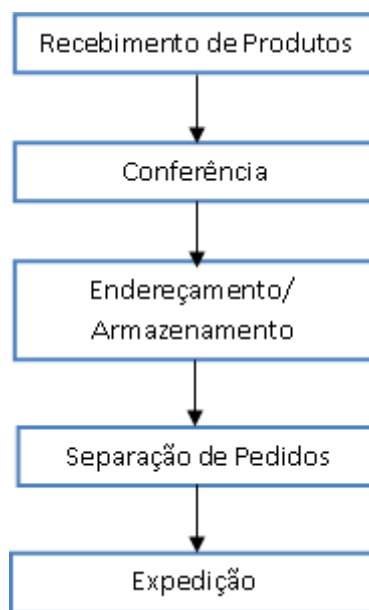 Recebimento de Produtos
Conferência
Endereçamento/
Armazenamento
Separação de Pedidos
Expedição